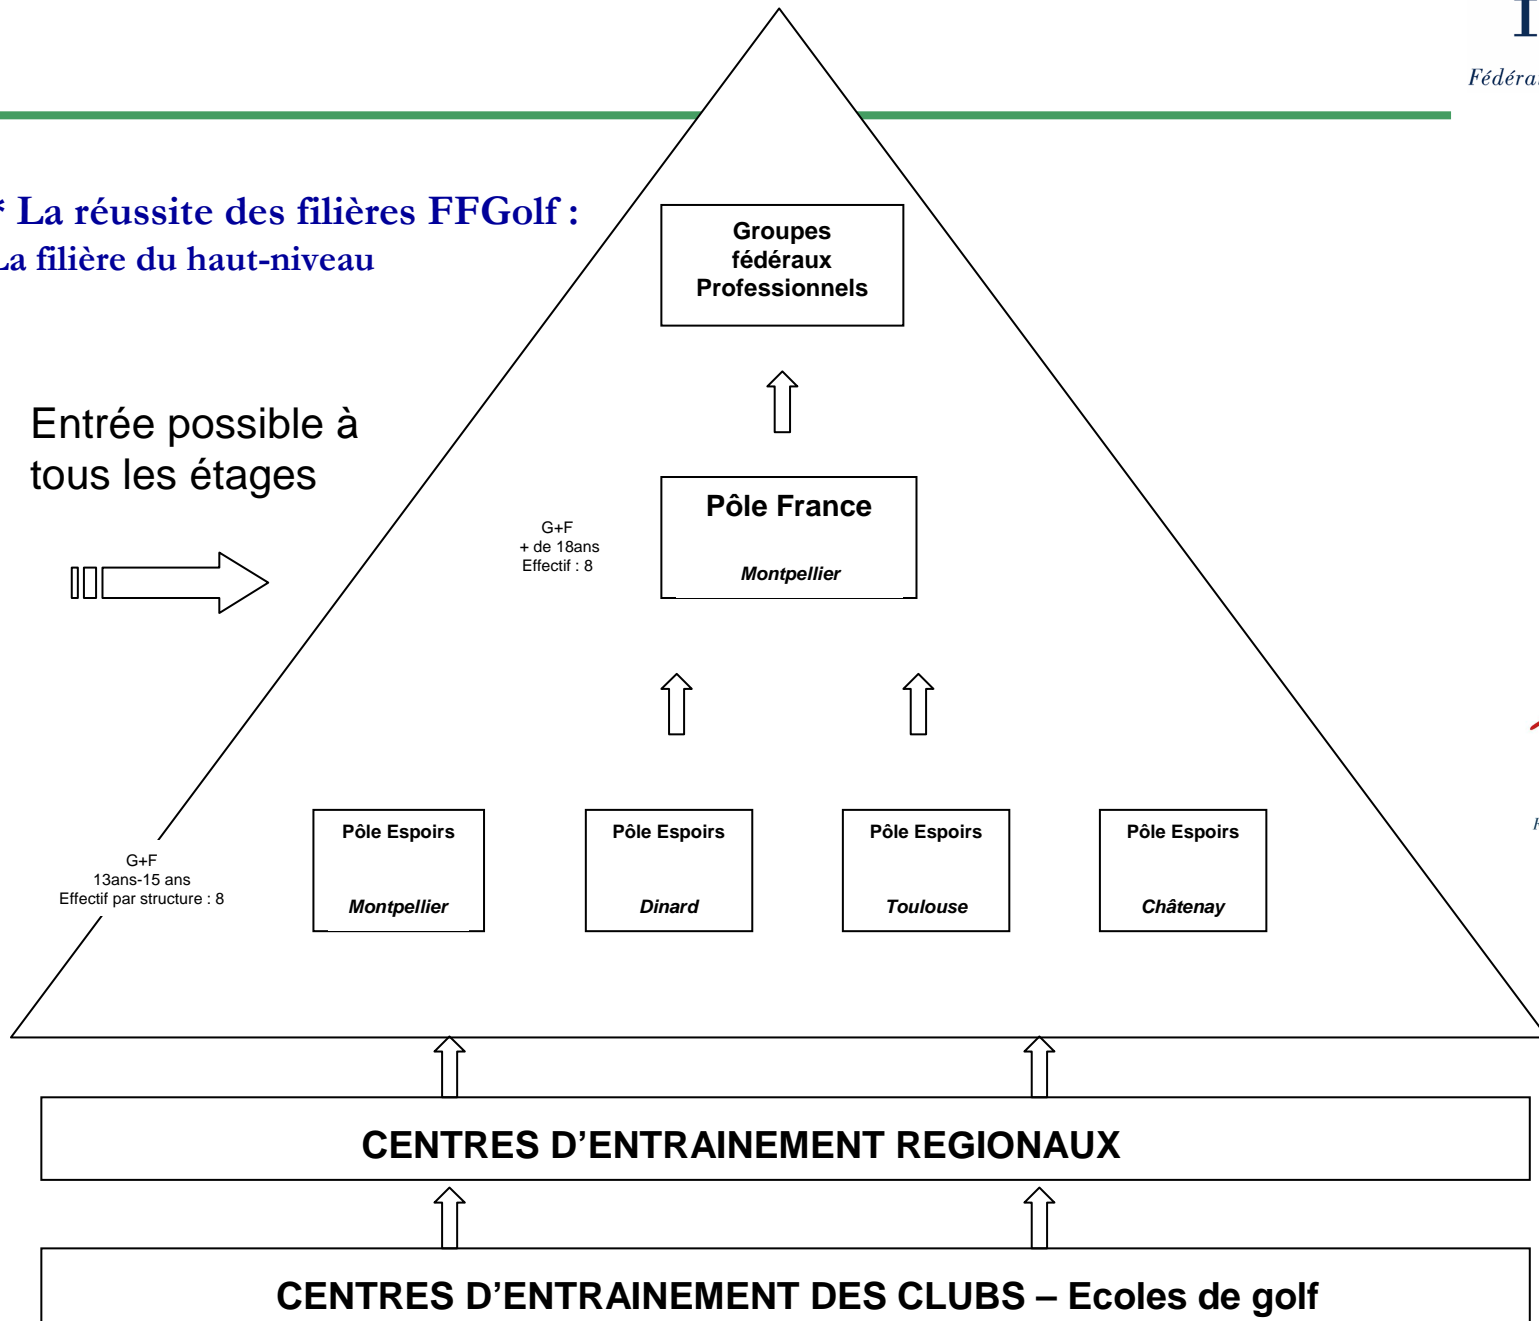 * La réussite des filières FFGolf :
La filière du haut-niveau
Groupes
fédéraux
Professionnels
Entrée possible à
tous les étages
G+F
+ de 18ans
Effectif : 8
Pôle France
Montpellier
G+F
13ans-15 ans
Effectif par structure : 8
Pôle Espoirs
Montpellier
Pôle Espoirs
Dinard
Pôle Espoirs
Toulouse
Pôle Espoirs
Châtenay
CENTRES D'ENTRAINEMENT REGIONAUX
CENTRES D'ENTRAINEMENT DES CLUBS – Ecoles de golf